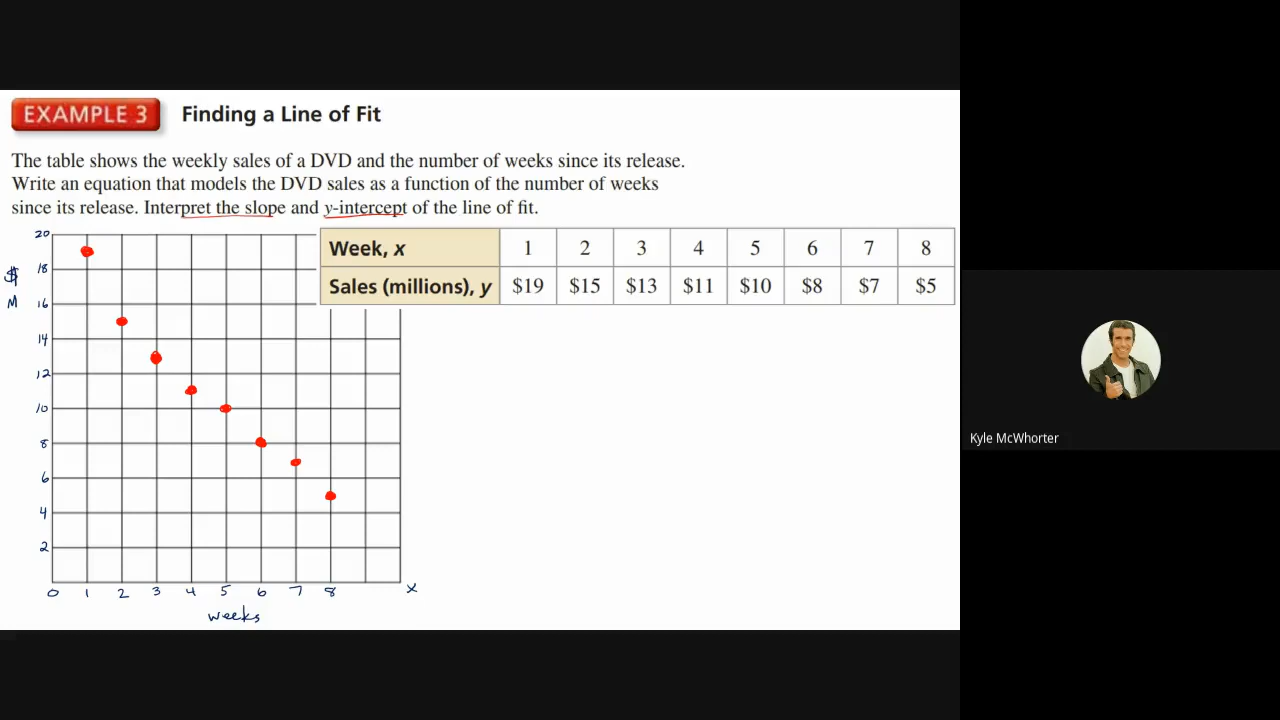 EXAMPLE 3 Finding a Line of Fit
The table shows the weekly sales of a DVD and the number of weeks since its release.
Write an equation that models the DVD sales as a function of the number of weeks
since its release. Interpret the slope and y-intercept of the line of fit.
Week, x 1 2 3 4 5 6 7 8
Sales (millions), y $19 $15 $13 $11 $10 $8 $7 $5
$
M
20
18
16
14
12
10
8
6
4
2
0 1 2 3 4 5 6 7 8 x
weeks
Kyle McWhorter